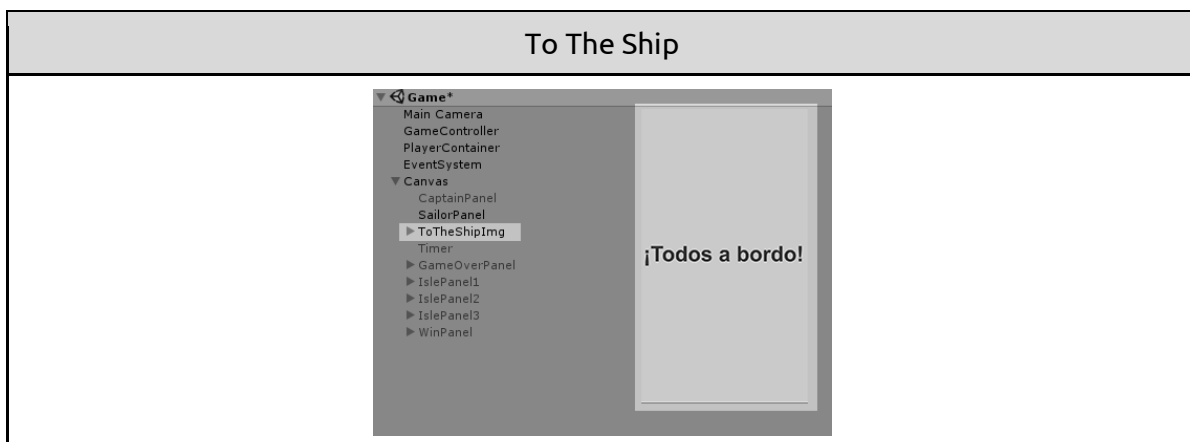 To The Ship
Game*
Main Camera
GameController
PlayerContainer
EventSystem
Canvas
CaptainPanel
SailorPanel
ToTheShipImg
Timer
GameOverPanel
IslePanel1
IslePanel2
IslePanel3
WinPanel
¡Todos a bordo!